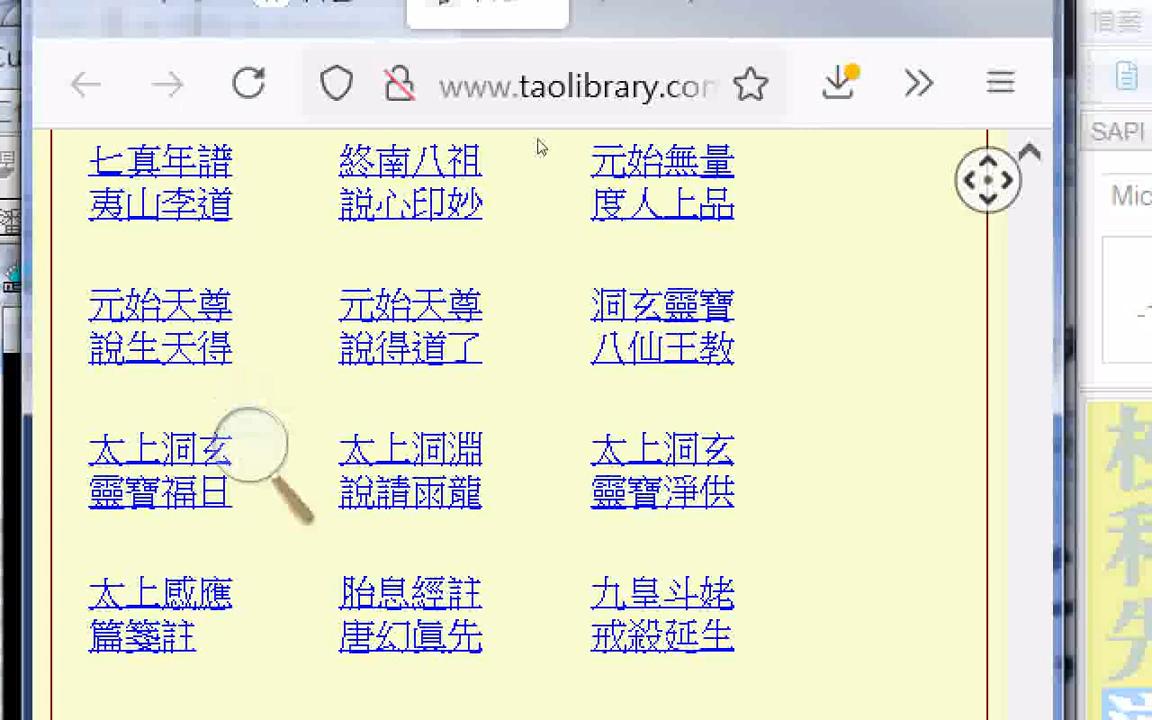 www.taolibrary.com
SAPI
Mic
七真年譜 終南八祖 元始無量
夷山李道 說心印妙 度人上品
元始天尊 元始天尊 洞玄靈寶
說生天得 說得道了 八仙王教
太上洞玄 太上洞淵 太上洞玄
靈寶福日 說請雨龍 靈寶淨供
太上感應 胎息經註 九皇斗姥
篇箋註 唐幻眞先 戒殺延生